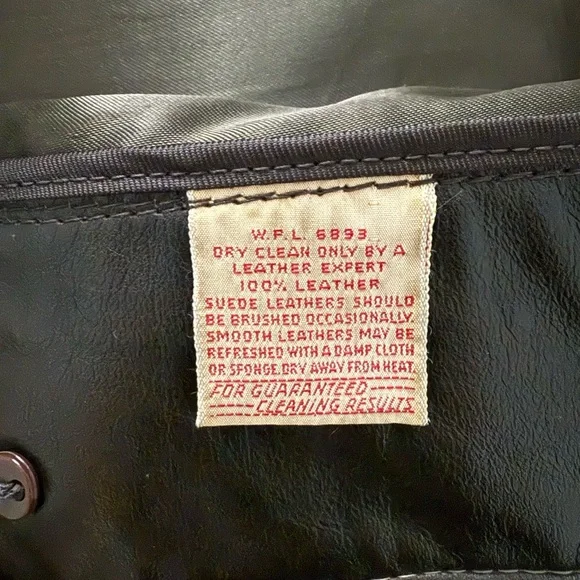 W.P.L. 6893
DRY CLEAN ONLY BY A
LEATHER EXPERT
100% LEATHER
SUEDE LEATHERS SHOULD
BE BRUSHED OCCASIONALLY.
SMOOTH LEATHERS MAY BE
REFRESHED WITH A DAMP CLOTH
OR SPONGE. DRY AWAY FROM HEAT.
FOR GUARANTEED
CLEANING RESULTS